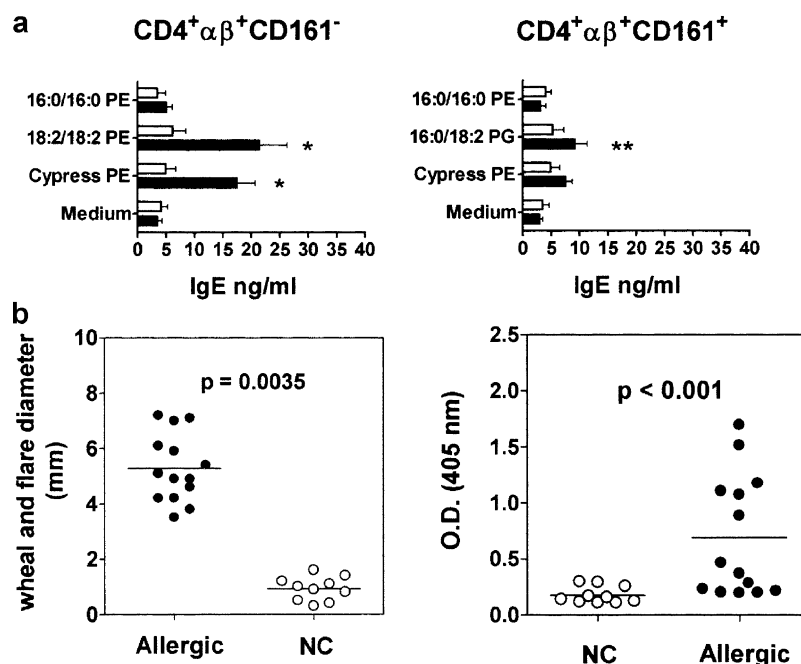 a
CD4⁺αβ⁺CD161⁻
CD4⁺αβ⁺CD161⁺
16:0/16:0 PE
18:2/18:2 PE
*
Cypress PE
*
Medium
0 5 10 15 20 25 30 35 40
IgE ng/ml
16:0/16:0 PE
16:0/18:2 PG
**
Cypress PE
Medium
0 5 10 15 20 25 30 35 40
IgE ng/ml
b
wheal and flare diameter
(mm)
10
8
6
4
2
0
p = 0.0035
Allergic NC
O.D. (405 nm)
2.5
2.0
1.5
1.0
0.5
0.0
p < 0.001
NC Allergic